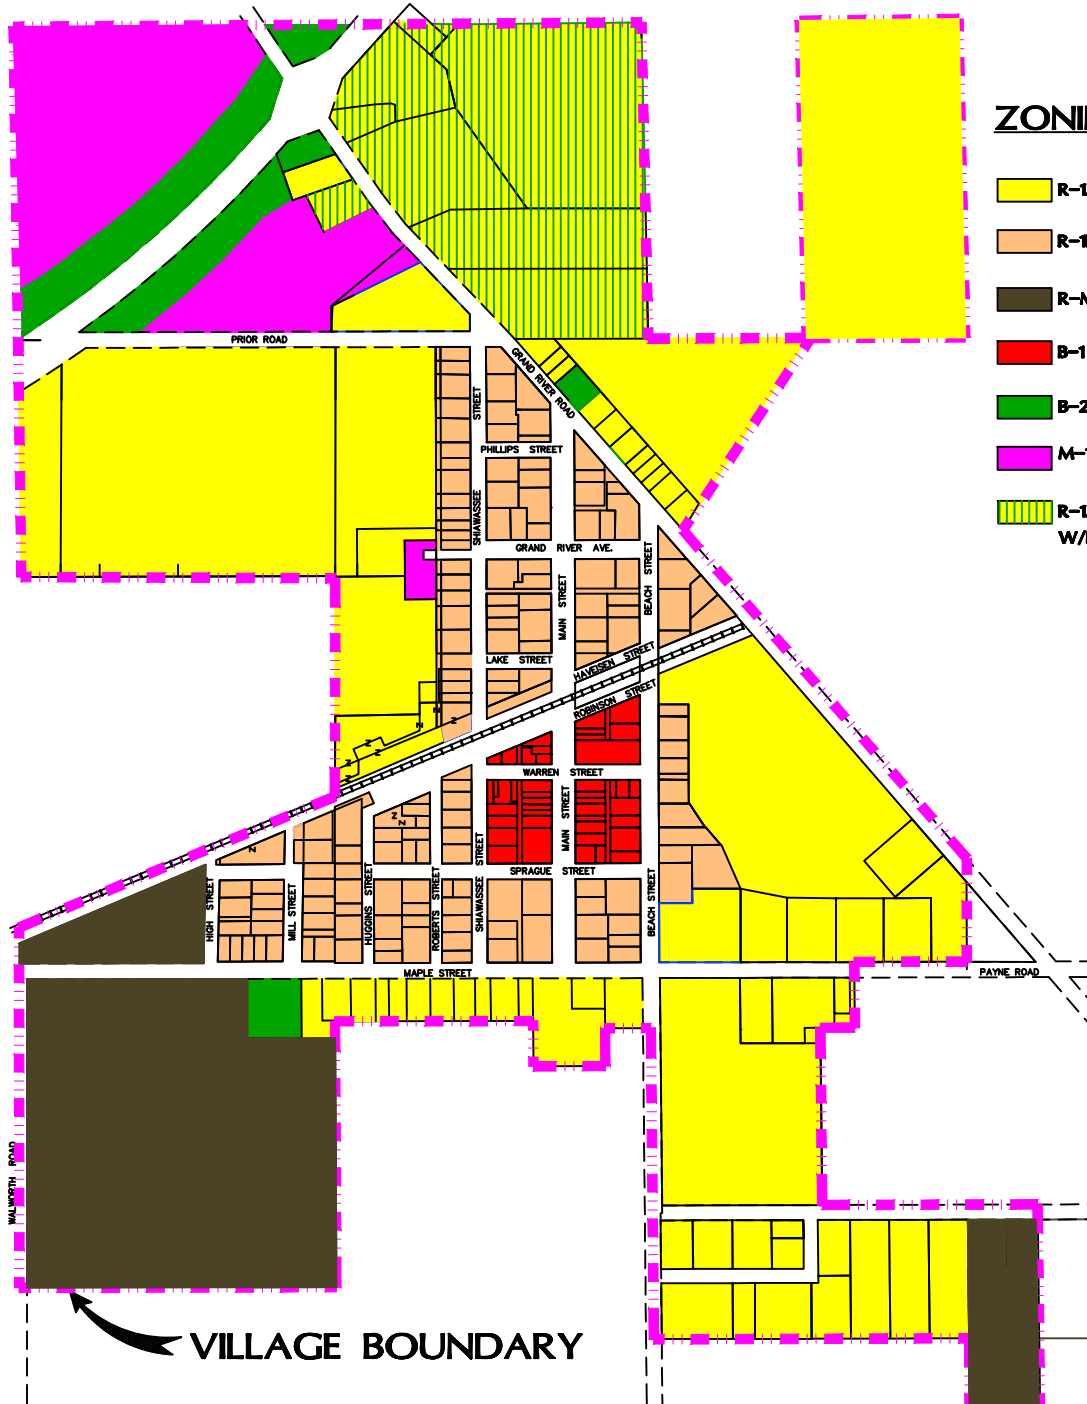 ZONI
R-1
R-1
R-M
B-1
B-2
M-
R-1
W/
PRIOR ROAD
GRAND RIVER ROAD
STREET
PHILLIPS STREET
SHIAWASSEE
GRAND RIVER AVE.
BEACH STREET
MAIN STREET
LAKE STREET
HAVEISEN STREET
ROBINSON STREET
WARREN STREET
MAIN STREET
SHIAWASSEE STREET
SPRAGUE STREET
HIGH STREET
MILL STREET
HUGGINS STREET
ROBERTS STREET
BEACH STREET
MAPLE STREET
PAYNE ROAD
WALWORTH ROAD
Z
Z
Z
Z
Z
Z
Z
Z
Z
VILLAGE BOUNDARY